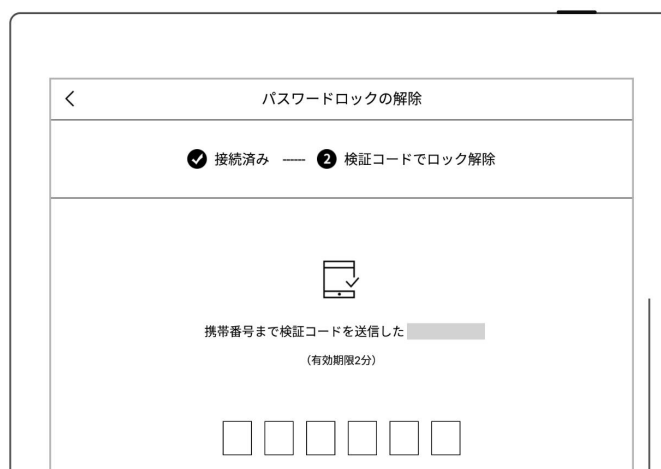 パスワードロックの解除
接続済み ---- 2 検証コードでロック解除
携帯番号まで検証コードを送信した
(有効期限2分)